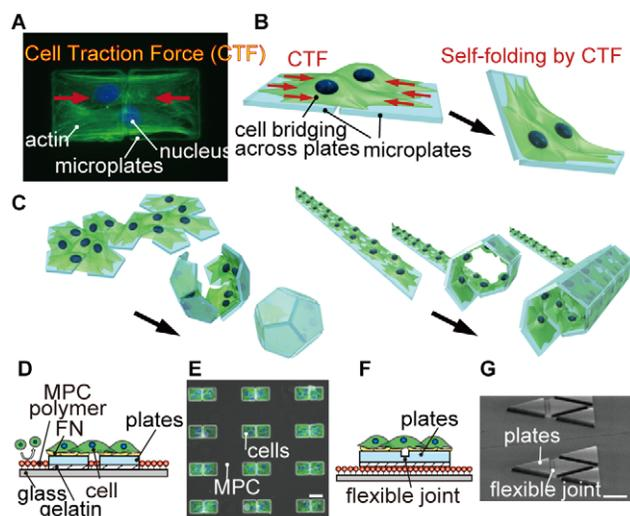 A
Cell Traction Force (CTF)
actin
nucleus
microplates
B
CTF
Self-folding by CTF
cell bridging
across plates
microplates
C
D
MPC
polymer
FN
plates
glass
cell
gelatin
E
cells
MPC
F
plates
flexible joint
G
plates
flexible joint